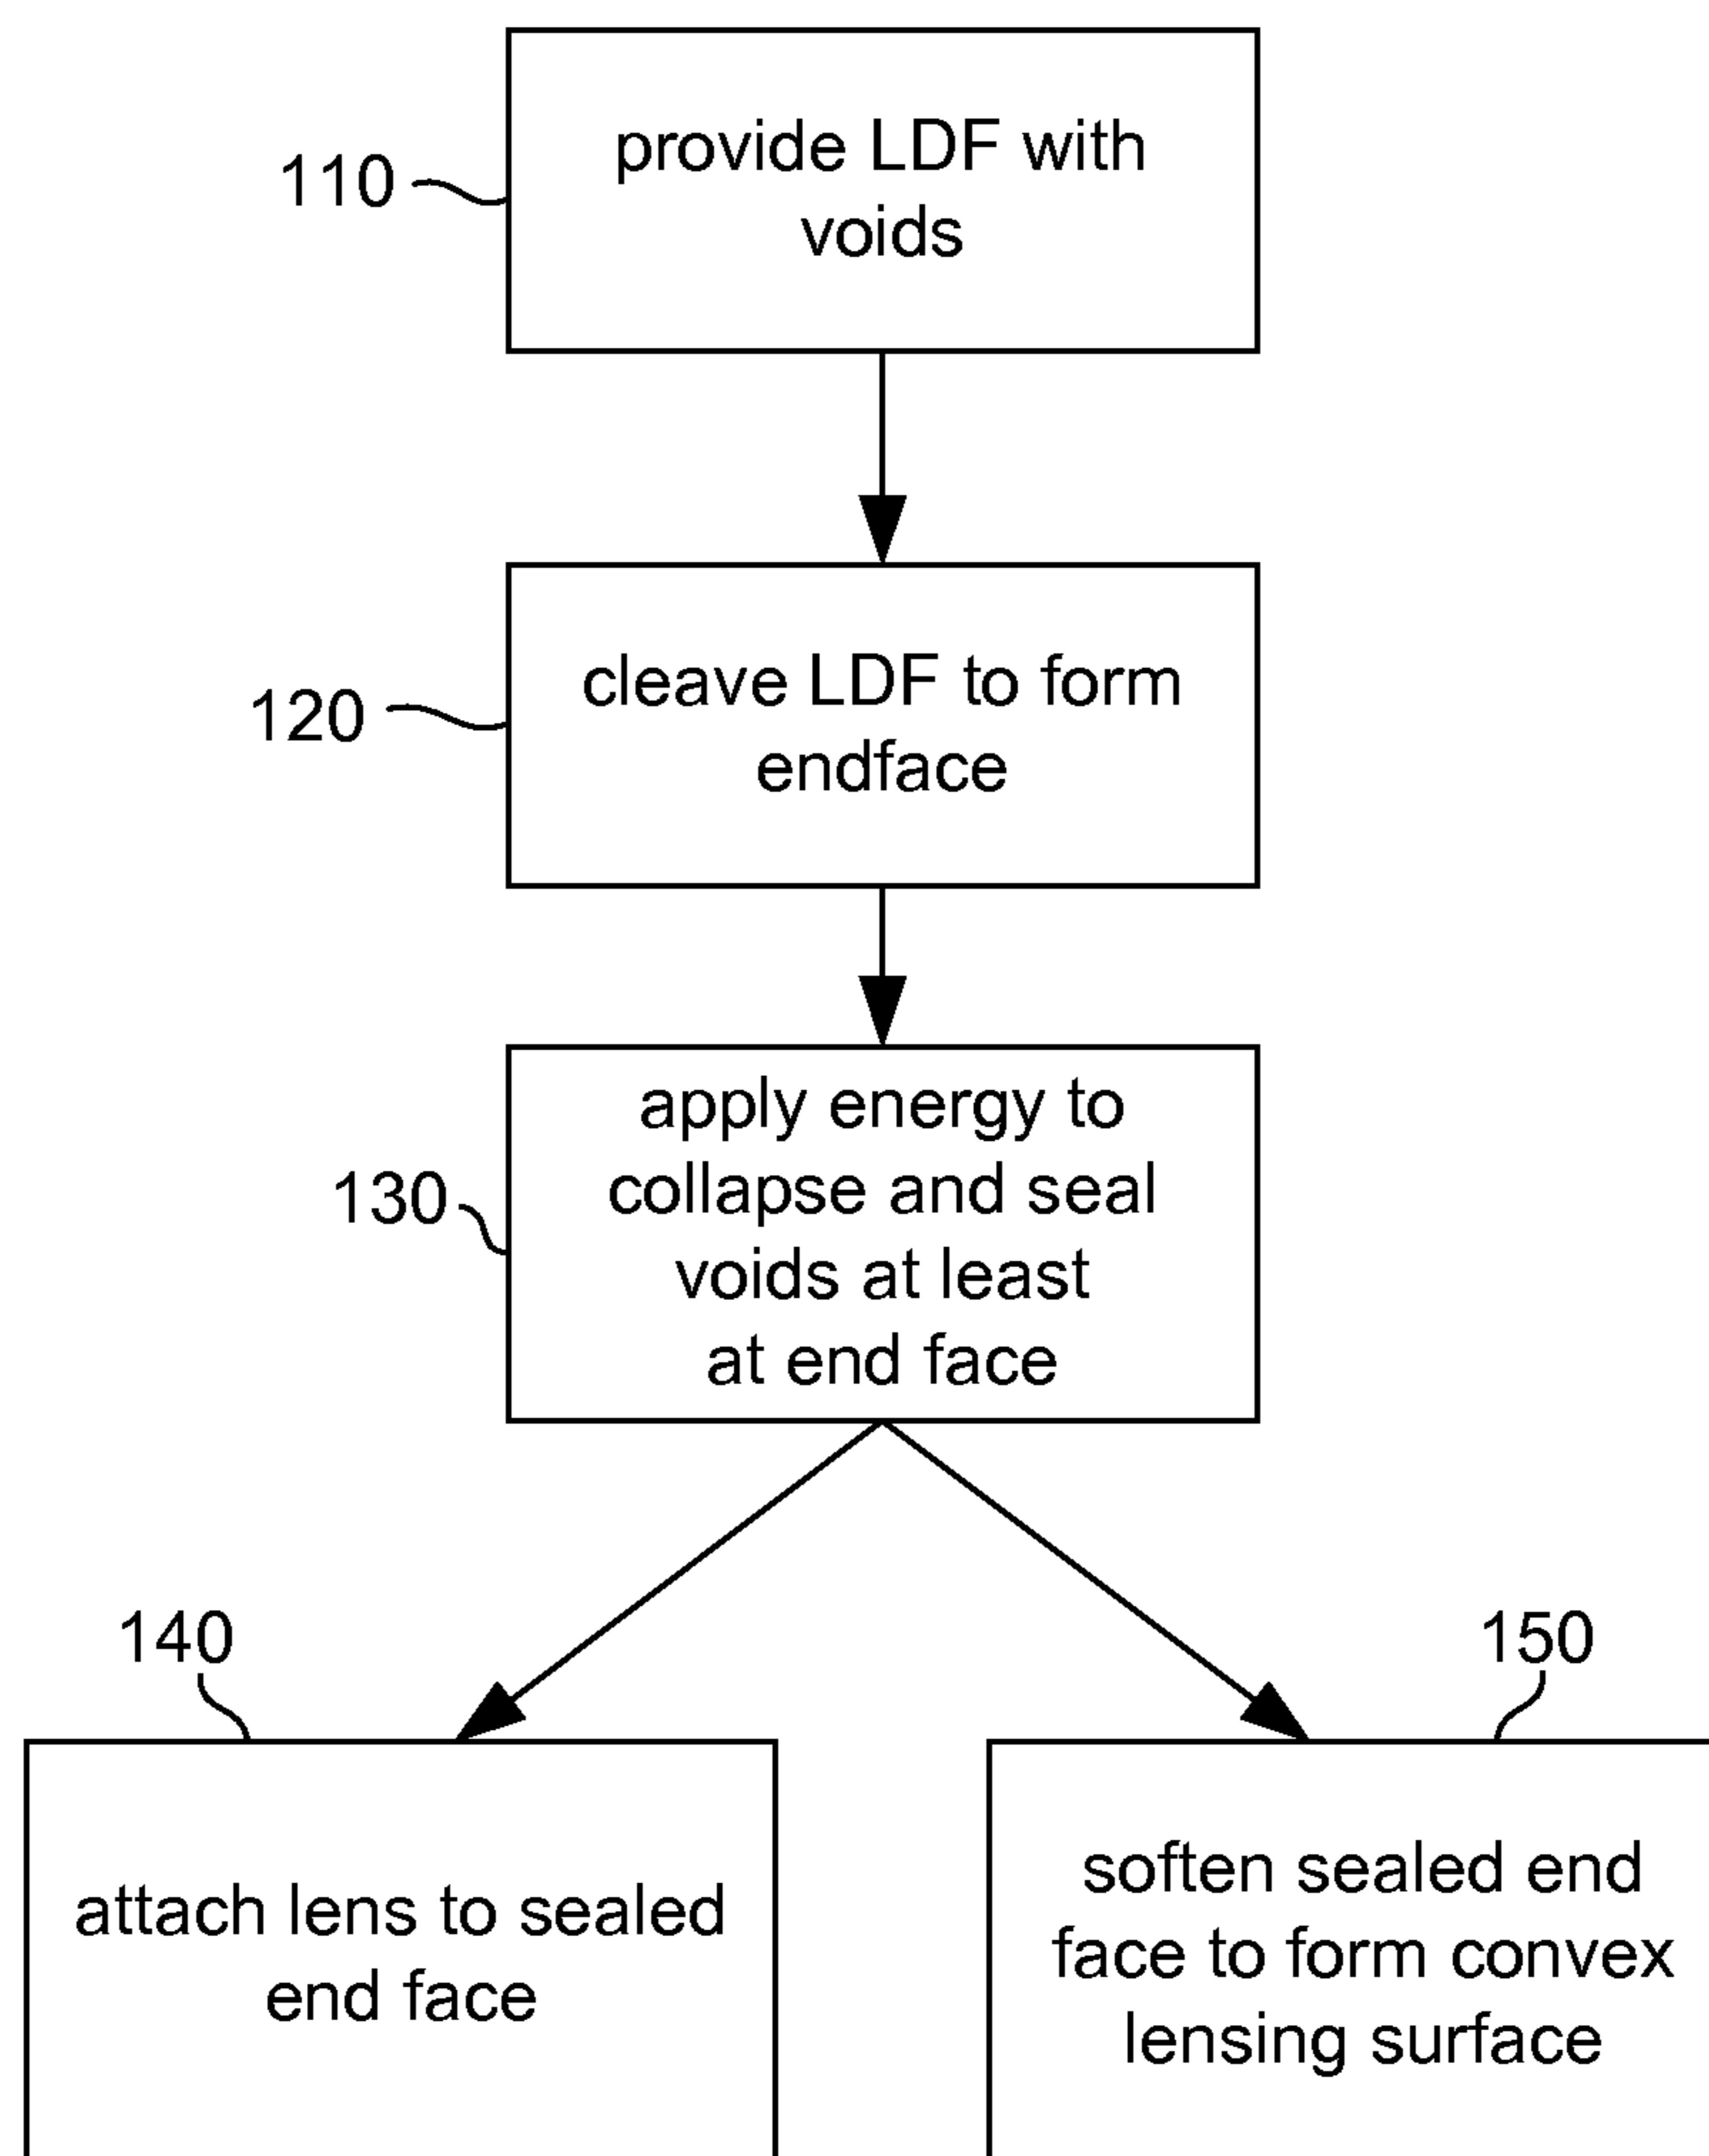 110
provide LDF with
voids
120
cleave LDF to form
endface
130
apply energy to
collapse and seal
voids at least
at end face
140
attach lens to sealed
end face
150
soften sealed end
face to form convex
lensing surface